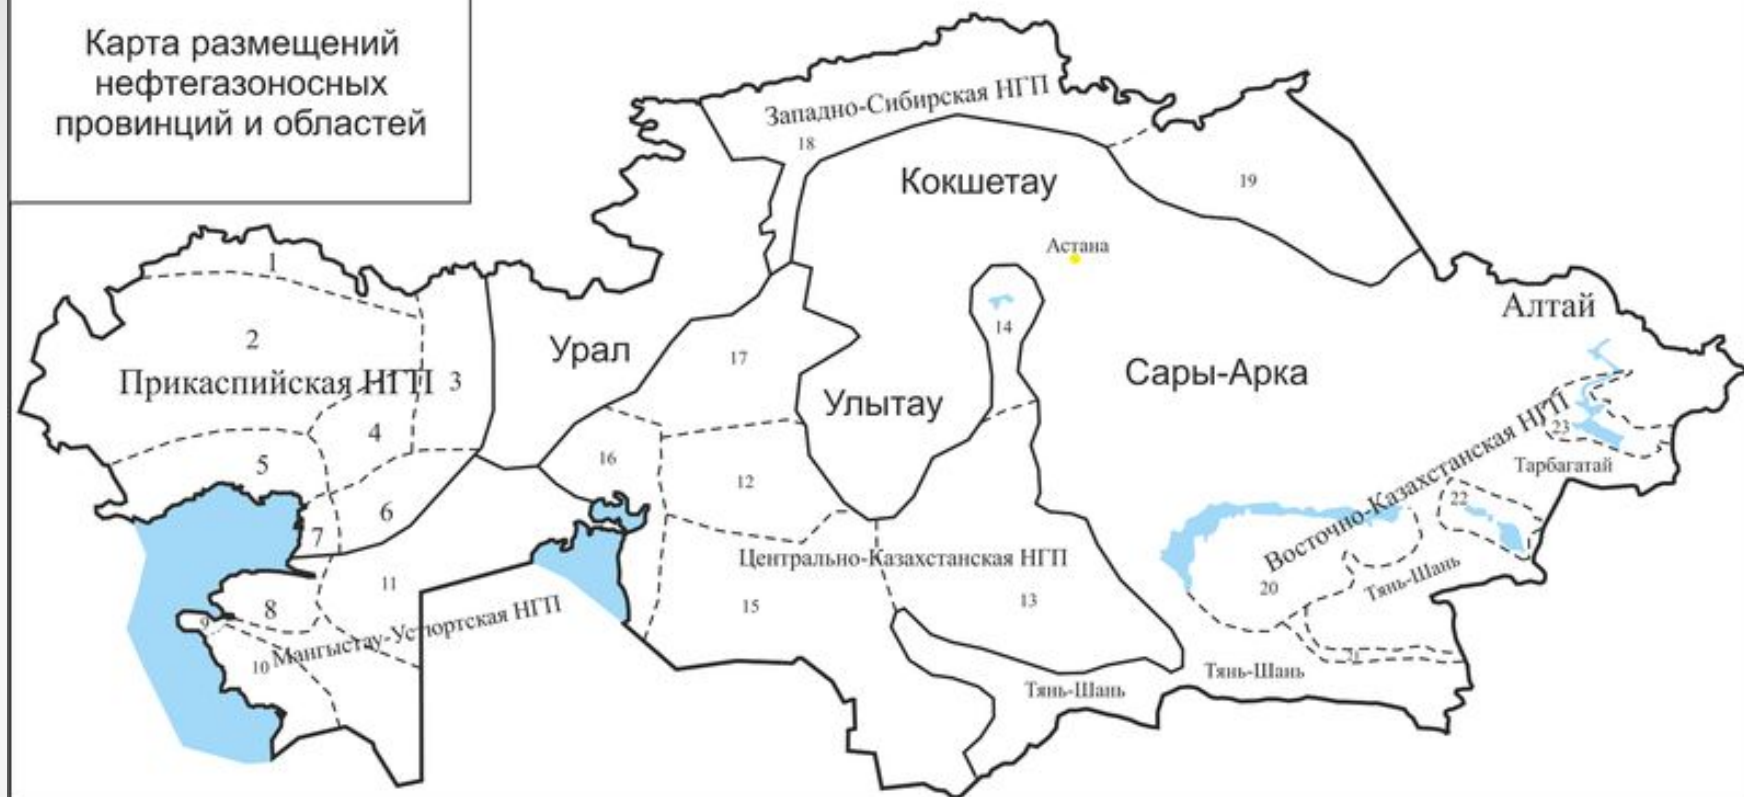 Карта размещений
нефтегазоносных
провинций и областей
Западно-Сибирская НГП
18
Кокшетау
19
Астана
1
2
Прикаспийская НГП
3
4
5
6
7
Урал
17
14
Улытау
Сары-Арка
Алтай
16
12
23
Тарбагатай
22
Восточно-Казахстанская НГП
Центрально-Казахстанская НГП
Тянь-Шань
20
11
15
13
8
9
10
Мангыстау-Устюртская НГП
21
Тянь-Шань
Тянь-Шань